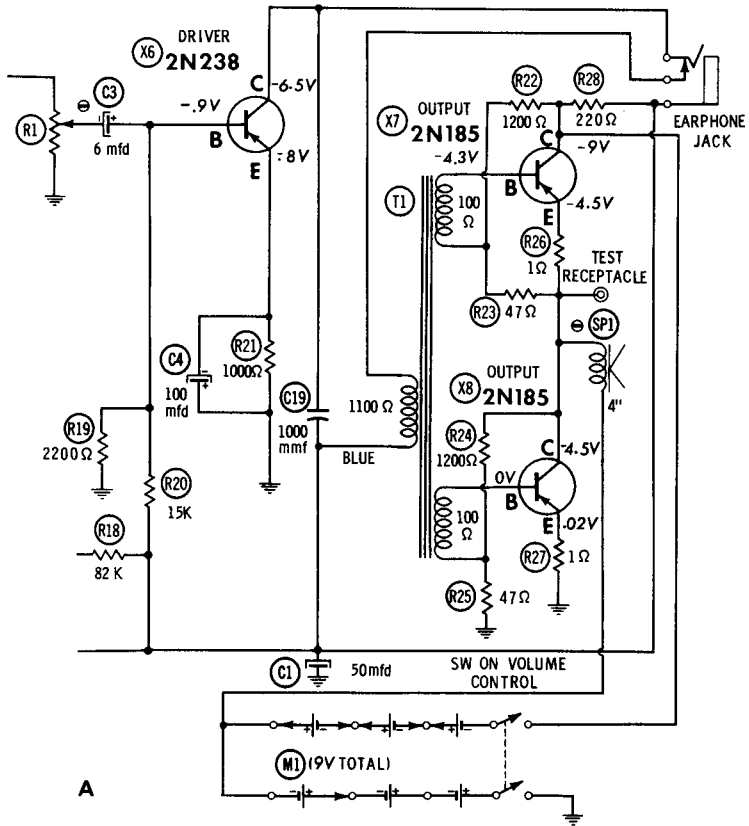 DRIVER
X6
2N238
C3
R1
6 mfd
-.9V
B
C
-6.5V
E
-.8V
R22
1200Ω
R28
220Ω
EARPHONE
JACK
X7
OUTPUT
2N185
-4.3V
C
-9V
B
E
-4.5V
T1
100
Ω
R26
1Ω
TEST
RECEPTACLE
R23
47Ω
SP1
4"
C4
100
mfd
R21
1000Ω
C19
1000
mmf
1100Ω
BLUE
X8
OUTPUT
2N185
R24
1200Ω
C
-4.5V
0V
B
E
.02V
100
Ω
R27
1Ω
R25
47Ω
R19
2200Ω
R20
15K
R18
82 K
C1
50mfd
SW ON VOLUME
CONTROL
M1 (9V TOTAL)
A